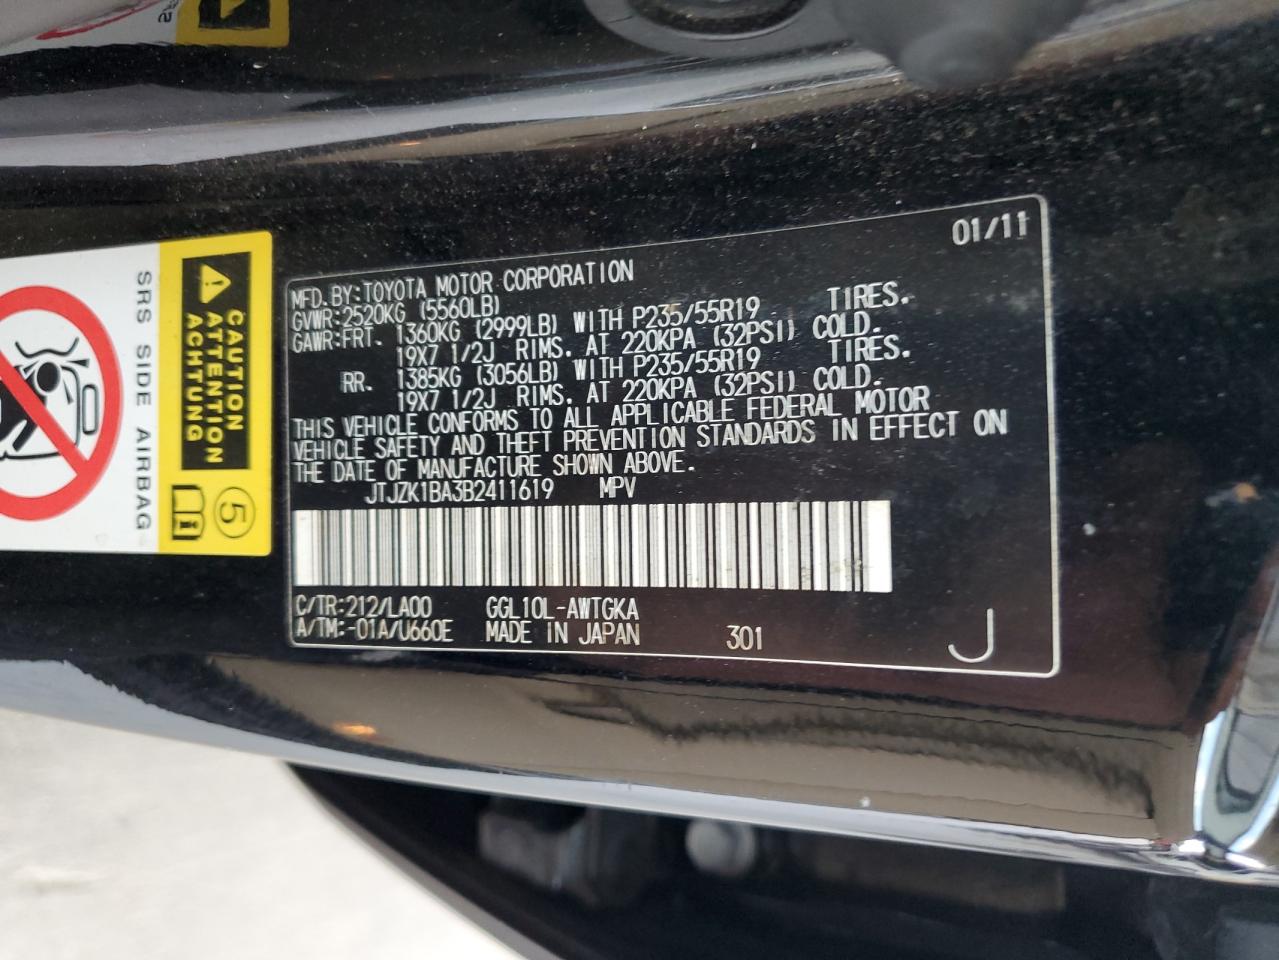 01/11
MFD.BY:TOYOTA MOTOR CORPORATION
GVWR:2520KG (5560LB)
GAWR:FRT. 1360KG (2999LB) WITH P235/55R19 TIRES.
19X7 1/2J RIMS. AT 220KPA (32PSI) COLD.
RR. 1385KG (3056LB) WITH P235/55R19 TIRES.
19X7 1/2J RIMS. AT 220KPA (32PSI) COLD.
THIS VEHICLE CONFORMS TO ALL APPLICABLE FEDERAL MOTOR
VEHICLE SAFETY AND THEFT PREVENTION STANDARDS IN EFFECT ON
THE DATE OF MANUFACTURE SHOWN ABOVE.
JTJZK1BA3B2411619 MPV
C/TR:212/LA00 GGL10L-AWTGKA
A/TM:-01A/U660E MADE IN JAPAN 301 J
CAUTION
ATTENTION
ACHTUNG
5
SRS SIDE AIRBAG